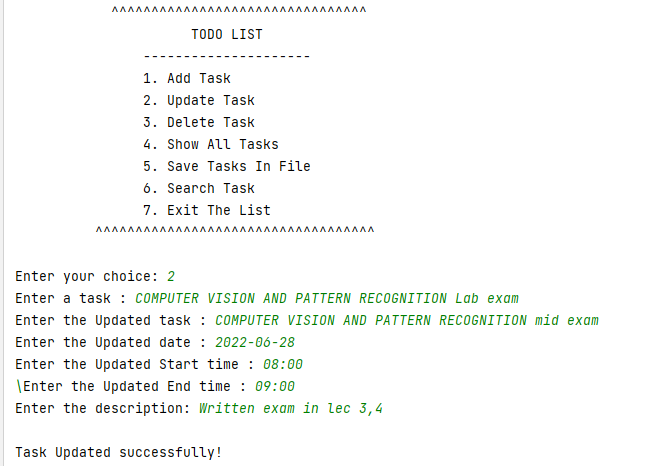 ^^^^^^^^^^^^^^^^^^^^^^^^^^^^^^^^
TODO LIST
---------------------
1. Add Task
2. Update Task
3. Delete Task
4. Show All Tasks
5. Save Tasks In File
6. Search Task
7. Exit The List
^^^^^^^^^^^^^^^^^^^^^^^^^^^^^^^^^^^
Enter your choice: 2
Enter a task : COMPUTER VISION AND PATTERN RECOGNITION Lab exam
Enter the Updated task : COMPUTER VISION AND PATTERN RECOGNITION mid exam
Enter the Updated date : 2022-06-28
Enter the Updated Start time : 08:00
\Enter the Updated End time : 09:00
Enter the description: Written exam in lec 3,4
Task Updated successfully!